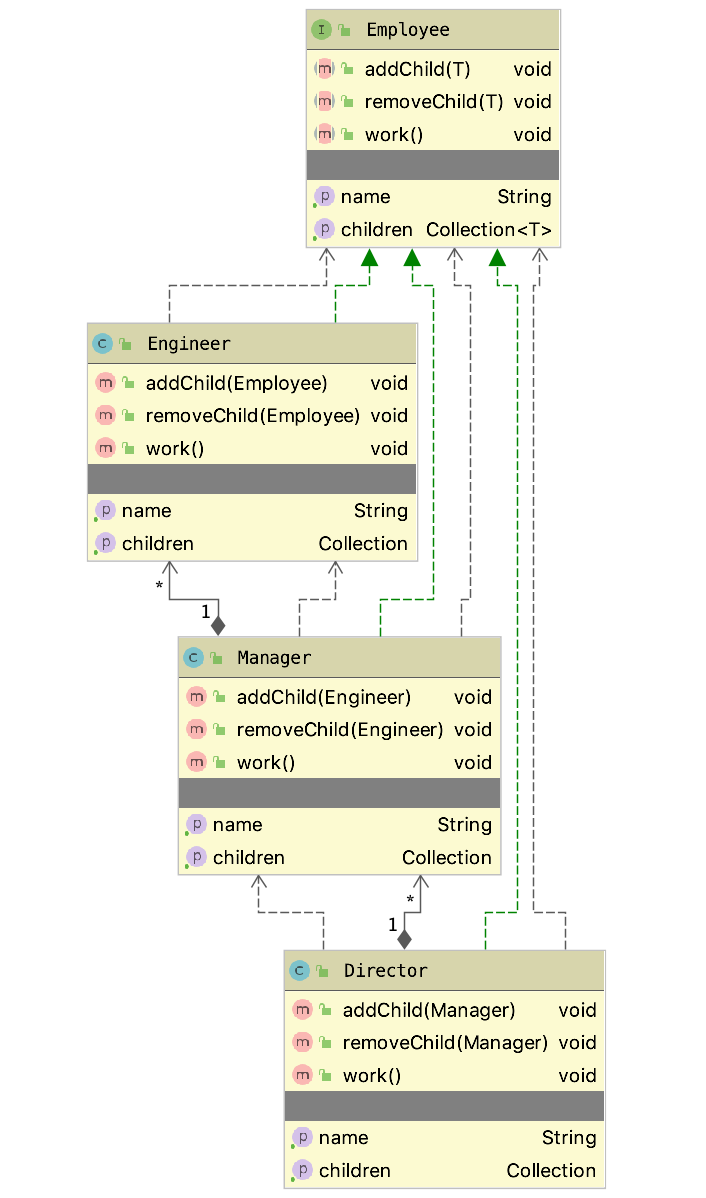 I Employee
m addChild(T) void
m removeChild(T) void
m work() void
p name String
p children Collection<T>
C Engineer
m addChild(Employee) void
m removeChild(Employee) void
m work() void
p name String
p children Collection
*
1
C Manager
m addChild(Engineer) void
m removeChild(Engineer) void
m work() void
p name String
p children Collection
*
1
C Director
m addChild(Manager) void
m removeChild(Manager) void
m work() void
p name String
p children Collection